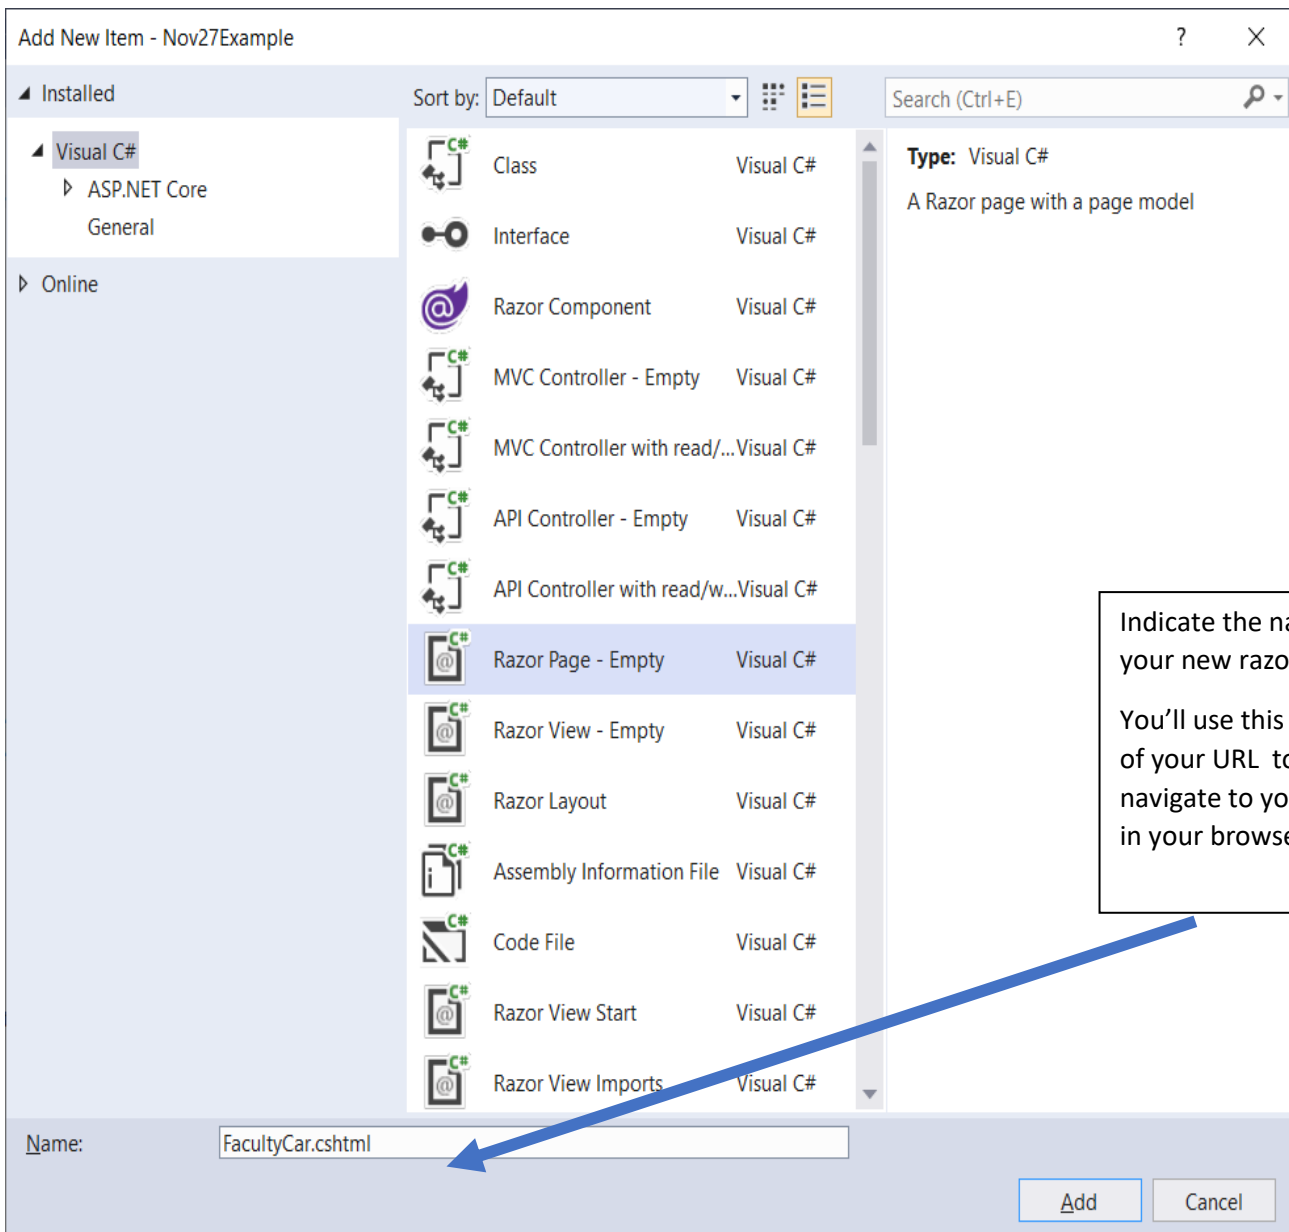 Add New Item - Nov27Example
?
Installed
Sort by: Default
Search (Ctrl+E)
Visual C#
ASP.NET Core
General
Online
Class Visual C#
Interface Visual C#
Razor Component Visual C#
MVC Controller - Empty Visual C#
MVC Controller with read/... Visual C#
API Controller - Empty Visual C#
API Controller with read/w... Visual C#
Razor Page - Empty Visual C#
Razor View - Empty Visual C#
Razor Layout Visual C#
Assembly Information File Visual C#
Code File Visual C#
Razor View Start Visual C#
Razor View Imports Visual C#
Type: Visual C#
A Razor page with a page model
Indicate the
your new
You’ll use this
of your URL
navigate to
in your
Name: FacultyCar.cshtml
Add Cancel